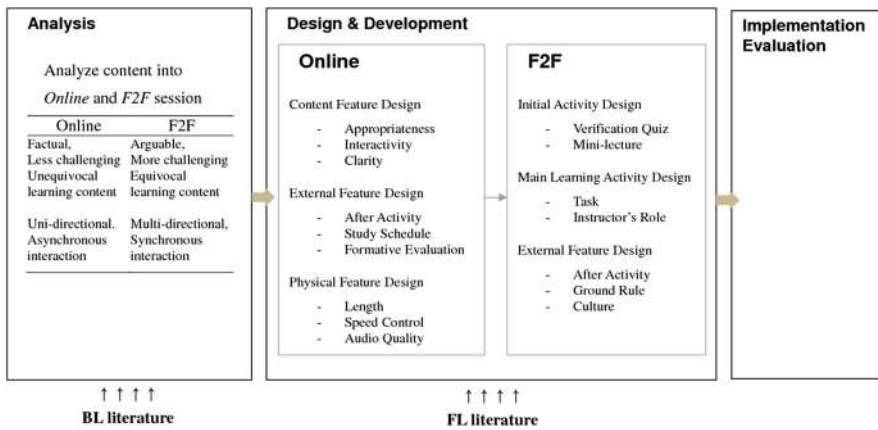 Analysis
Analyze content into
Online and F2F session
Online F2F
Factual, Arguable,
Less challenging More challenging
Unequivocal Equivocal
learning content learning content
Uni-directional. Multi-directional,
Asynchronous Synchronous
interaction interaction
↑ ↑ ↑ ↑
BL literature
Design & Development
Online
Content Feature Design
- Appropriateness
- Interactivity
- Clarity
External Feature Design
- After Activity
- Study Schedule
- Formative Evaluation
Physical Feature Design
- Length
- Speed Control
- Audio Quality
F2F
Initial Activity Design
- Verification Quiz
- Mini-lecture
Main Learning Activity Design
- Task
- Instructor's Role
External Feature Design
- After Activity
- Ground Rule
- Culture
↑ ↑ ↑ ↑
FL literature
Implementation
Evaluation